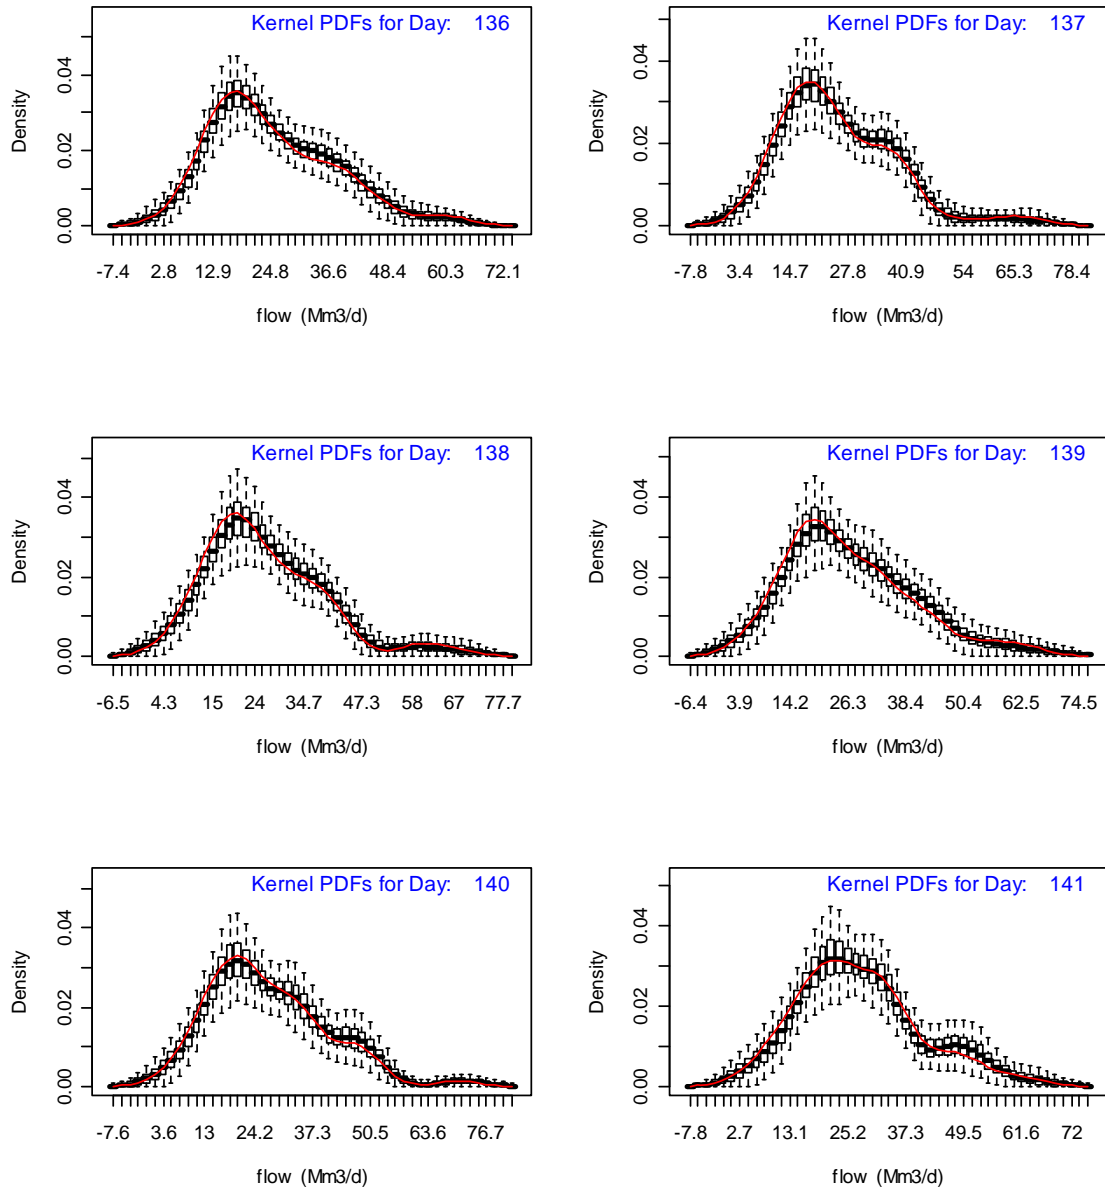 Kernel PDFs for Day: 136
Density
0.00 0.02 0.04
-7.4 2.8 12.9 24.8 36.6 48.4 60.3 72.1
flow (Mm3/d)
Kernel PDFs for Day: 137
Density
0.00 0.02 0.04
-7.8 3.4 14.7 27.8 40.9 54 65.3 78.4
flow (Mm3/d)
Kernel PDFs for Day: 138
Density
0.00 0.02 0.04
-6.5 4.3 15 24 34.7 47.3 58 67 77.7
flow (Mm3/d)
Kernel PDFs for Day: 139
Density
0.00 0.02 0.04
-6.4 3.9 14.2 26.3 38.4 50.4 62.5 74.5
flow (Mm3/d)
Kernel PDFs for Day: 140
Density
0.00 0.02 0.04
-7.6 3.6 13 24.2 37.3 50.5 63.6 76.7
flow (Mm3/d)
Kernel PDFs for Day: 141
Density
0.00 0.02 0.04
-7.8 2.7 13.1 25.2 37.3 49.5 61.6 72
flow (Mm3/d)